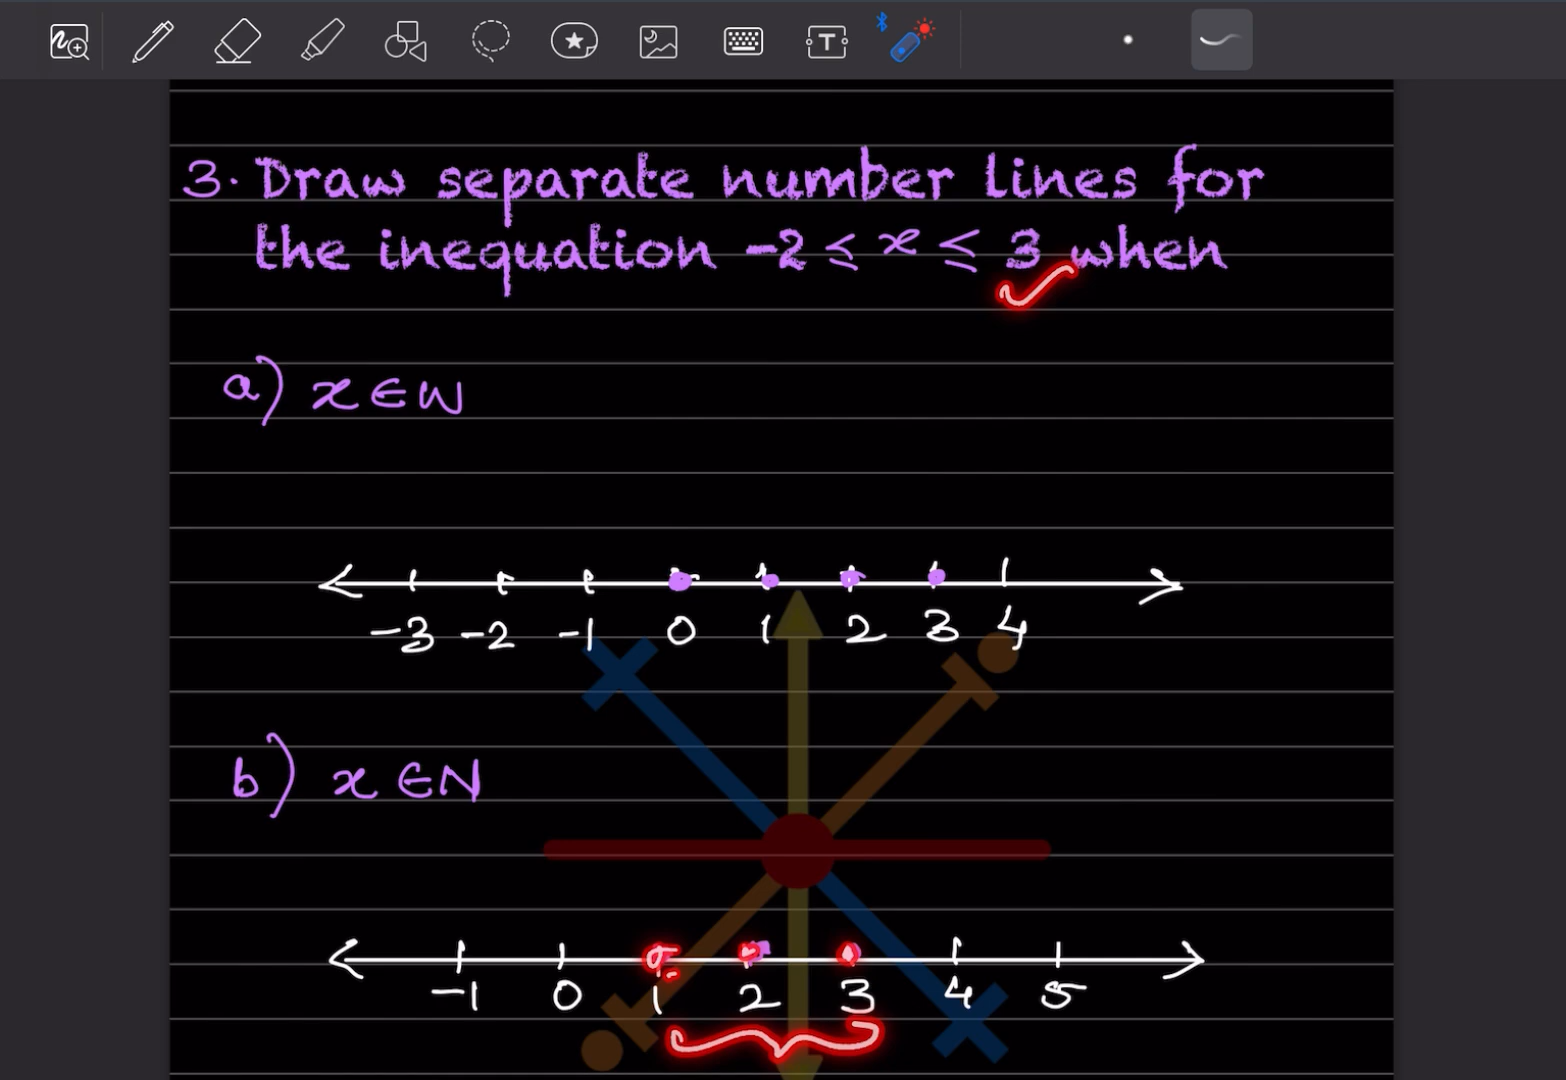 3. Draw separate number lines for
the inequation -2 ≤ x ≤ 3 when
a) x ∈ W
-3 -2 -1 0 1 2 3 4
b) x ∈ N
-1 0 1 2 3 4 5